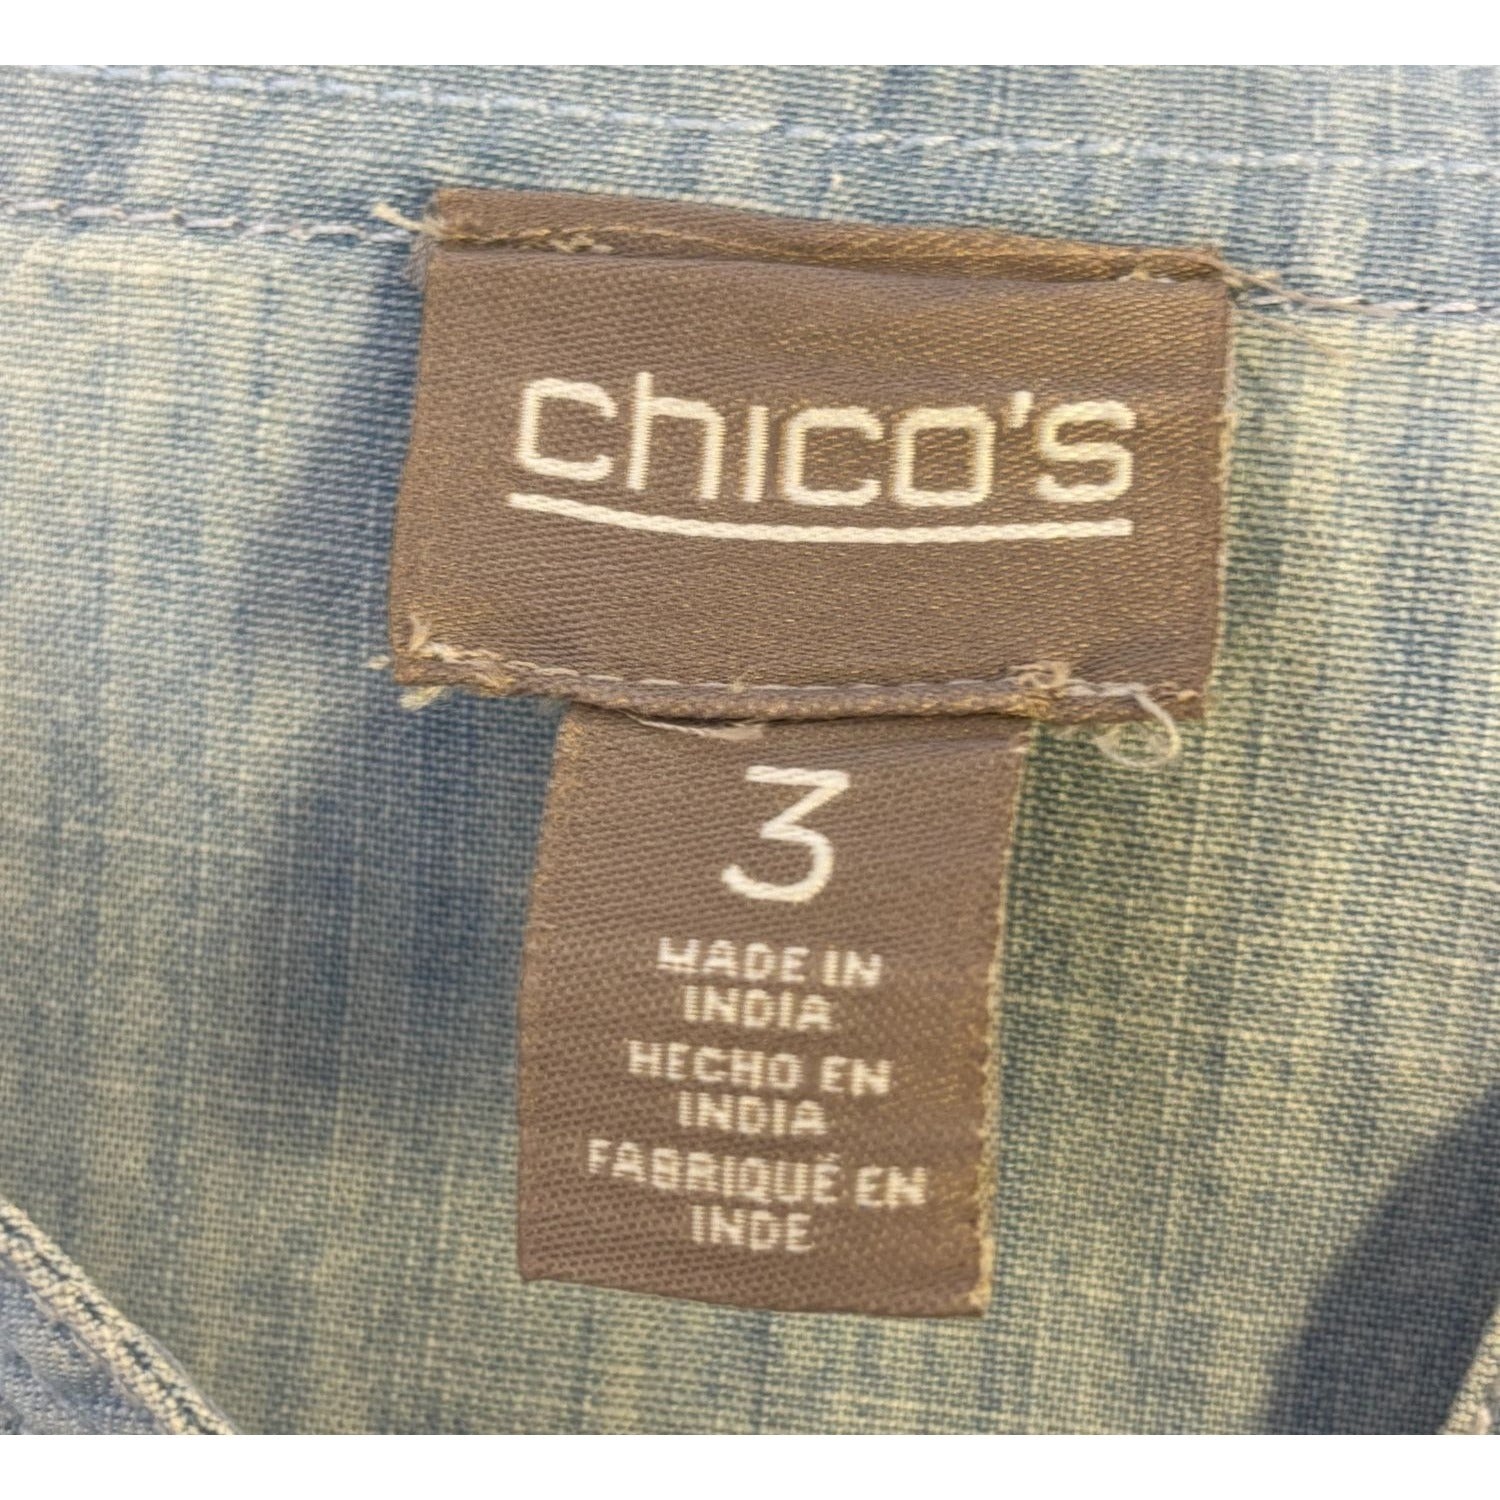 chico's
3
MADE IN
INDIA
HECHO EN
INDIA
FABRIQUÉ EN
INDE